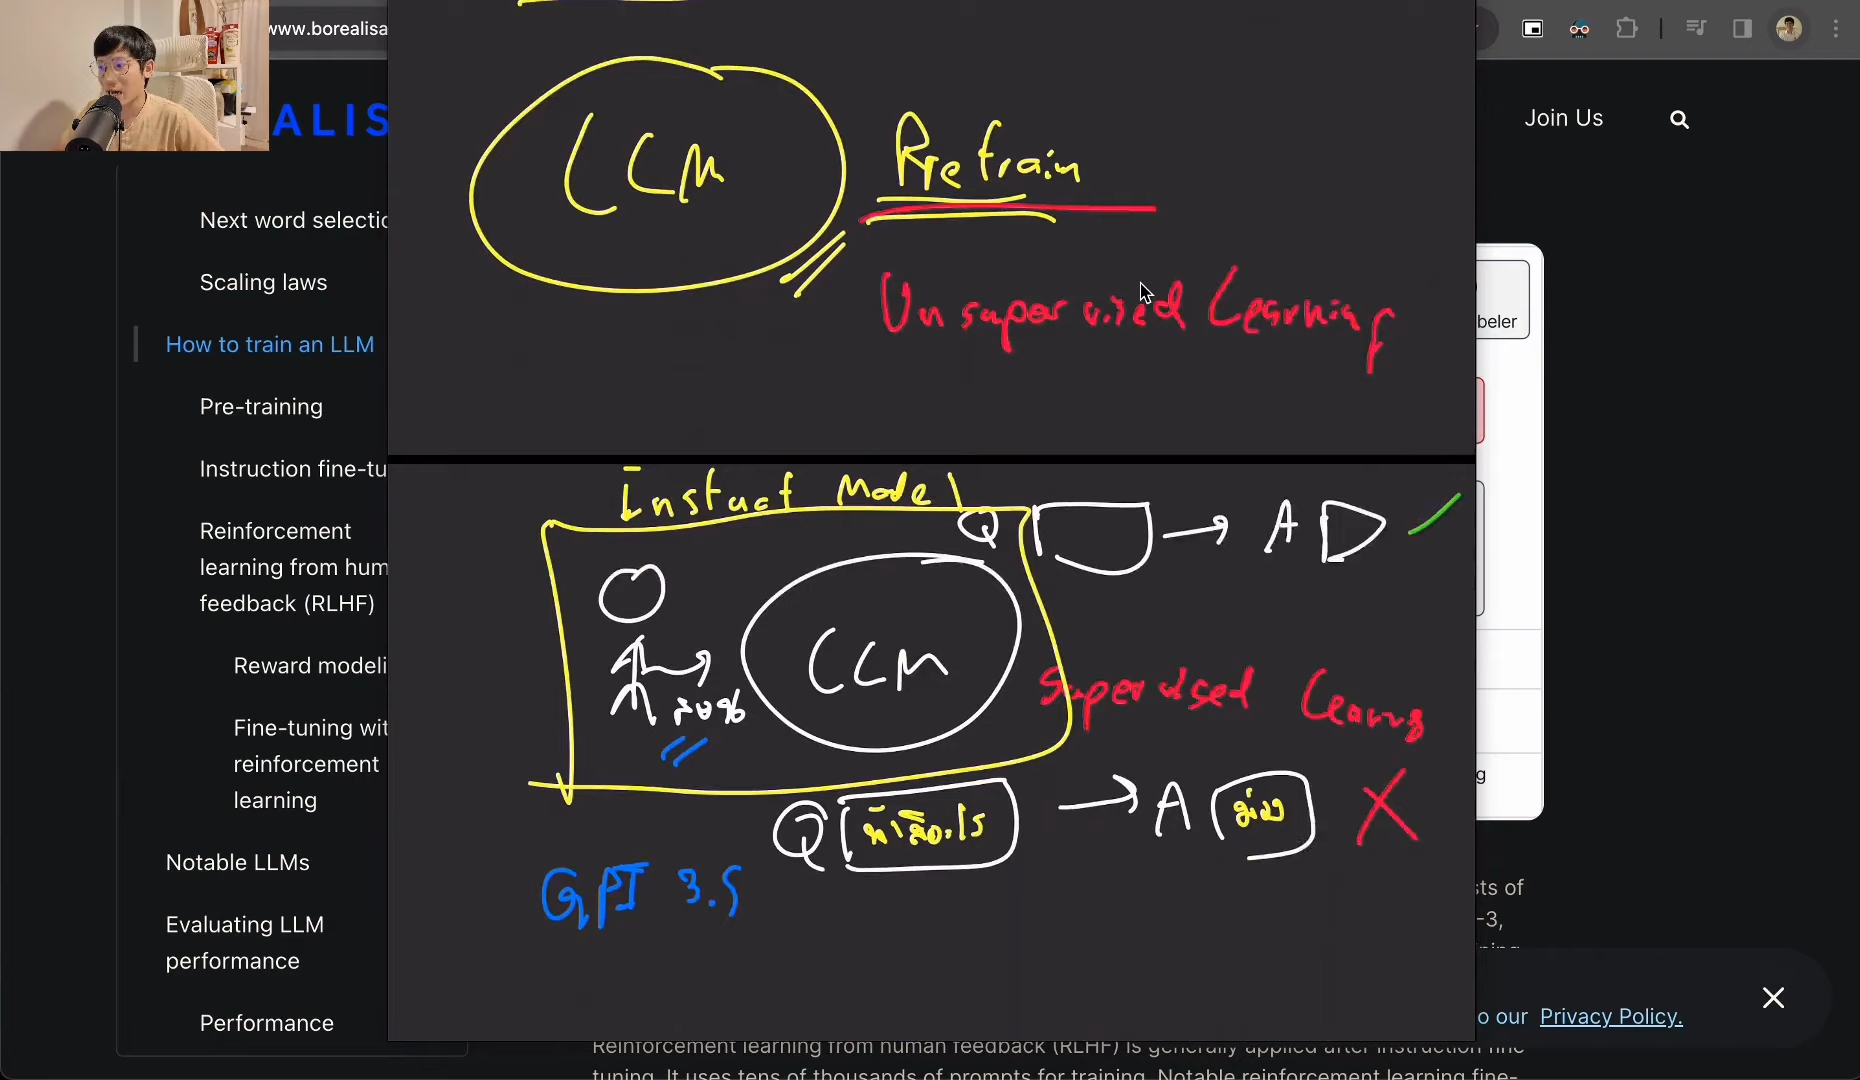 www.borealisa
ALIS
Join Us
Next word selectic
Scaling laws
How to train an LLM
Pre-training
Instruction fine-tu
Reinforcement
learning from hum
feedback (RLHF)
Reward modeli
Fine-tuning wit
reinforcement
learning
Notable LLMs
Evaluating LLM
performance
Performance
LLM
Pretrain
Unsupervised Learning
beler
Instuct Model
Q → A
LLM
Supervised Learning
Q → A
GPT 3.5
g
sts of
-3,
o our Privacy Policy.
Reinforcement learning from human feedback (RLHF) is generally applied after instruction fine
tuning. It uses tens of thousands of prompts for training. Notable reinforcement learning fine-